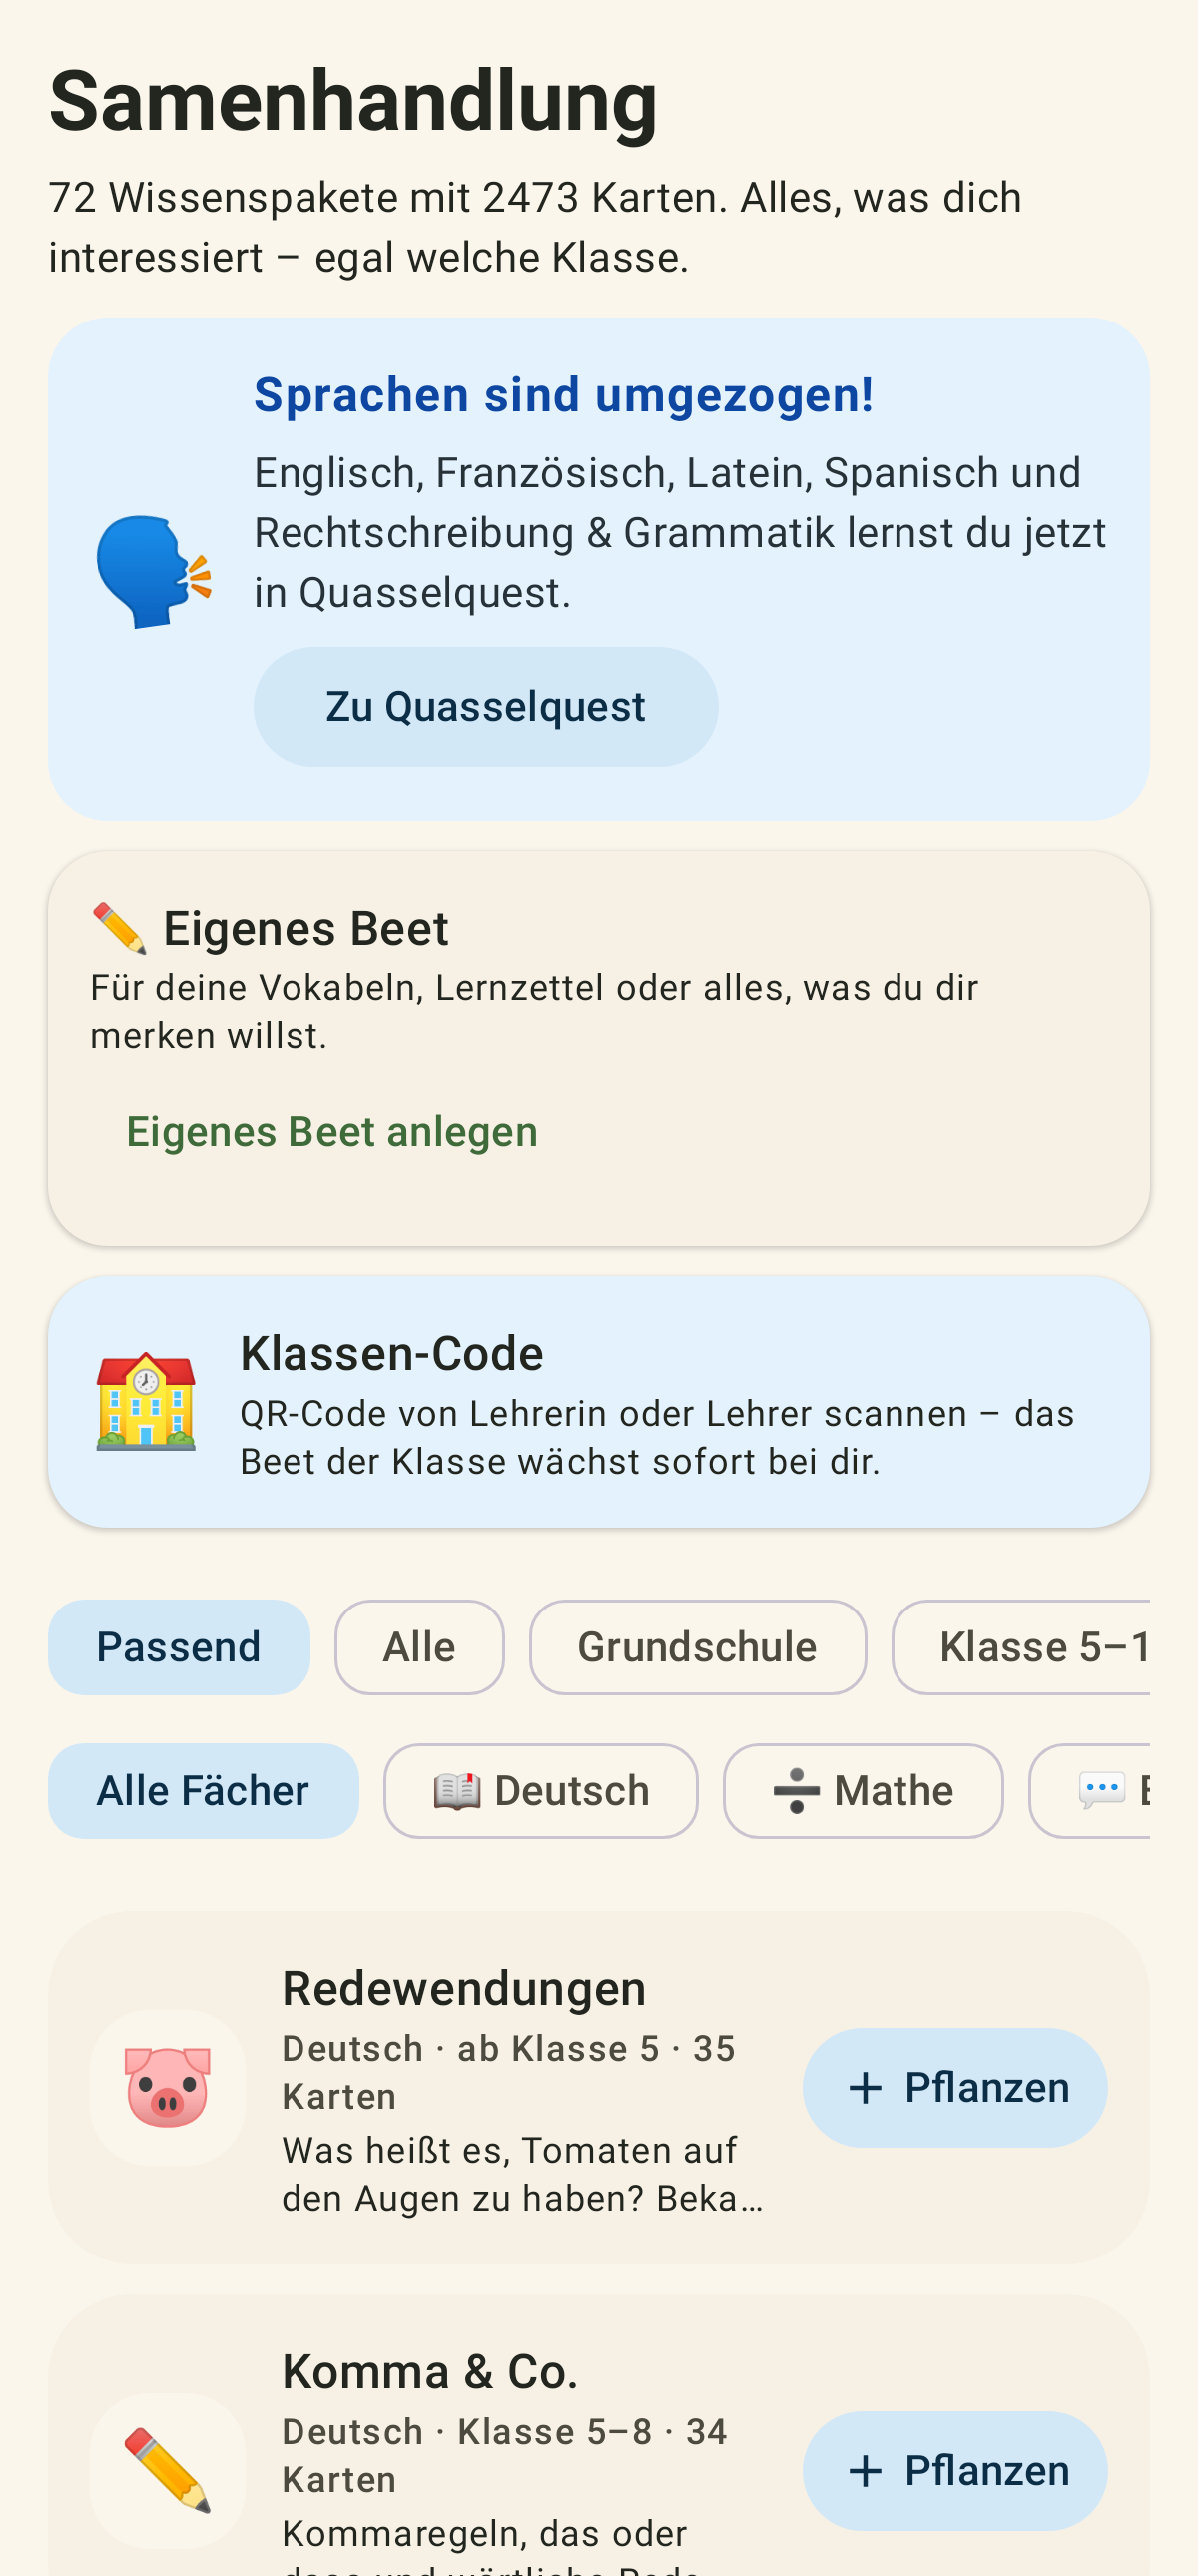 Samenhandlung
72 Wissenspakete mit 2473 Karten. Alles, was dich
interessiert – egal welche Klasse.
Sprachen sind umgezogen!
Englisch, Französisch, Latein, Spanisch und
Rechtschreibung & Grammatik lernst du jetzt
in Quasselquest.
Zu Quasselquest
Eigenes Beet
Für deine Vokabeln, Lernzettel oder alles, was du dir
merken willst.
Eigenes Beet anlegen
Klassen-Code
QR-Code von Lehrerin oder Lehrer scannen – das
Beet der Klasse wächst sofort bei dir.
Passend Alle Grundschule Klasse 5–1
Alle Fächer Deutsch Mathe
Redewendungen
Deutsch · ab Klasse 5 · 35
Karten
Was heißt es, Tomaten auf
den Augen zu haben? Beka…
+ Pflanzen
Komma & Co.
Deutsch · Klasse 5–8 · 34
Karten
Kommaregeln, das oder
+ Pflanzen